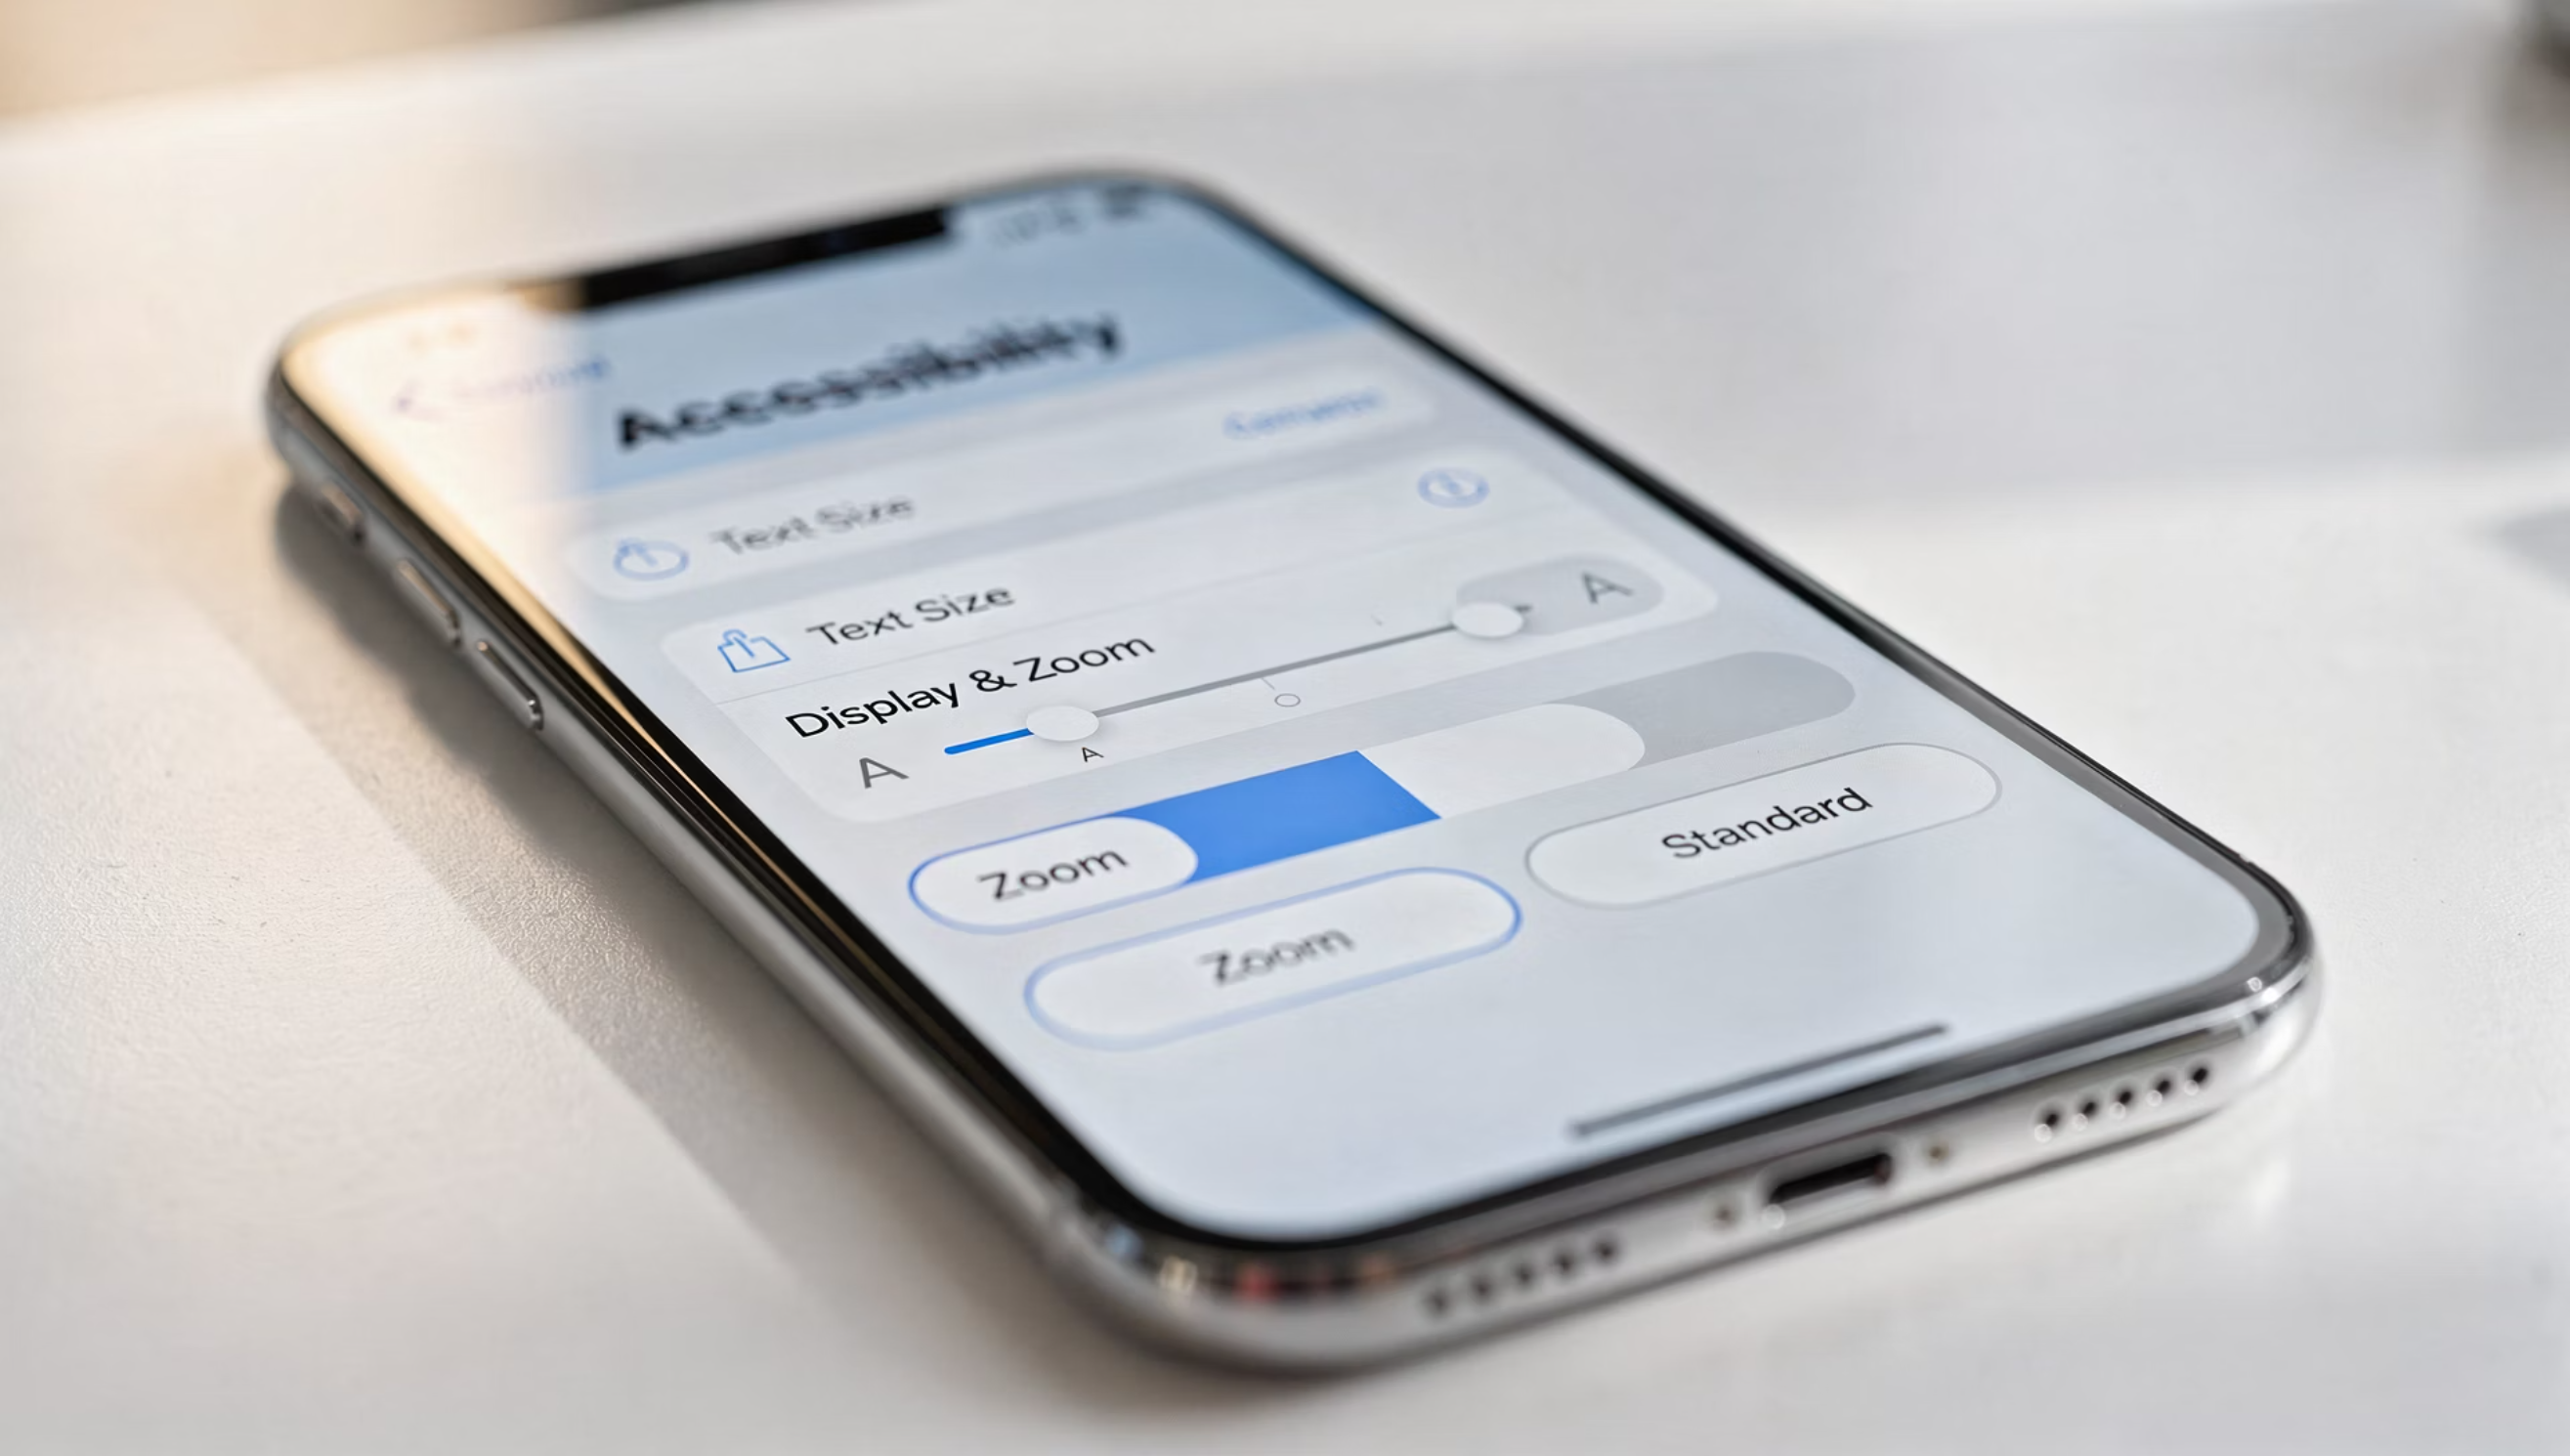 Accessibility
Text Size
Text Size
Display & Zoom
A
A
A
Zoom
Standard
Zoom